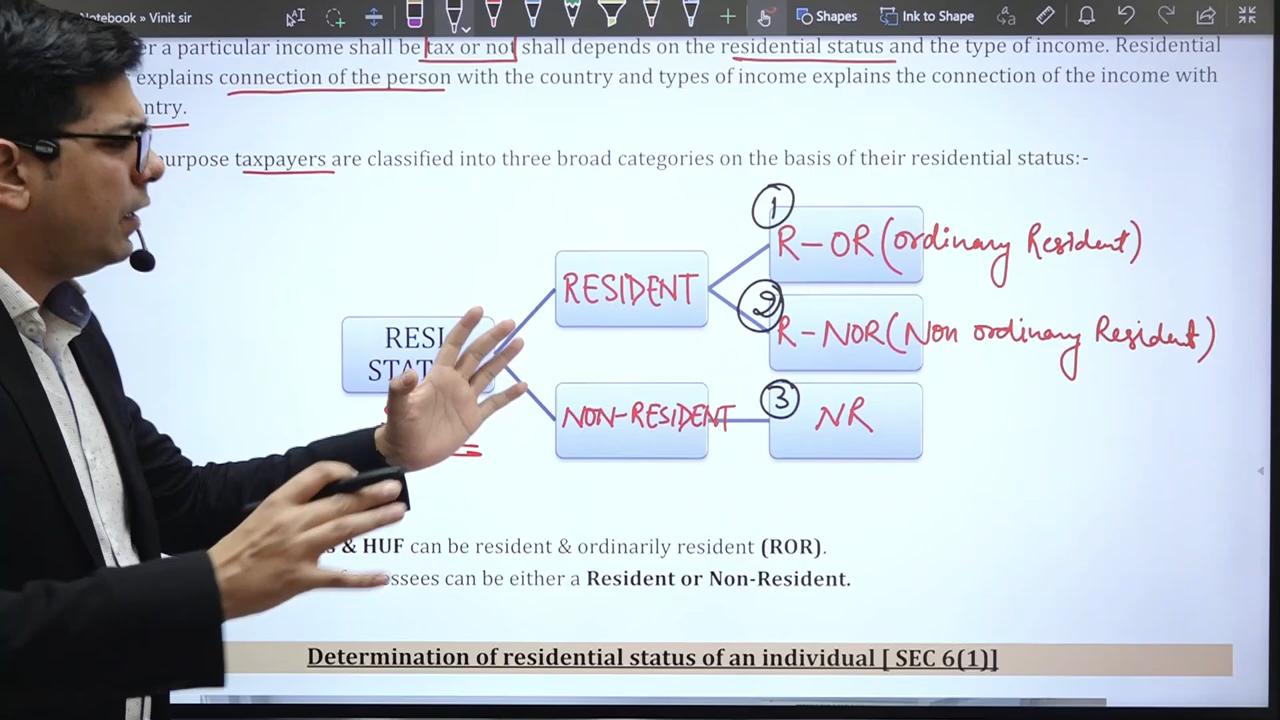 Notebook » Vinit sir
Shapes
Ink to Shape
a particular income shall be tax or not shall depends on the residential status and the type of income. Residential
explains connection of the person with the country and types of income explains the connection of the income with
taxpayers are classified into three broad categories on the basis of their residential status:-
1
R-OR (ordinary Resident)
RESIDENT
2
R-NOR (Non ordinary Resident)
NON-RESIDENT
3
NR
& HUF can be resident & ordinarily resident (ROR).
can be either a Resident or Non-Resident.
Determination of residential status of an individual [ SEC 6(1)]